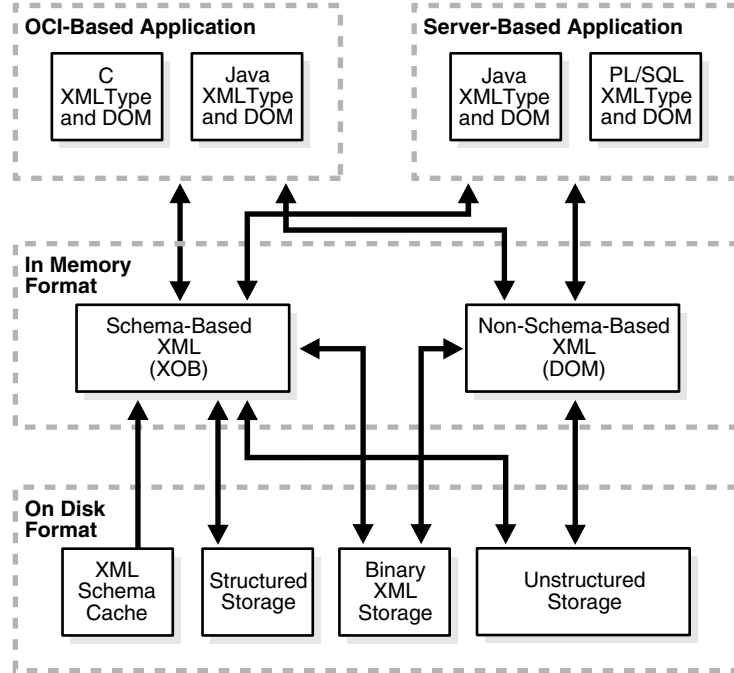 OCI-Based Application
C
XMLType
and DOM
Java
XMLType
and DOM
Server-Based Application
Java
XMLType
and DOM
PL/SQL
XMLType
and DOM
In Memory
Format
Schema-Based
XML
(XOB)
Non-Schema-Based
XML
(DOM)
On Disk
Format
XML
Schema
Cache
Structured
Storage
Binary
XML
Storage
Unstructured
Storage